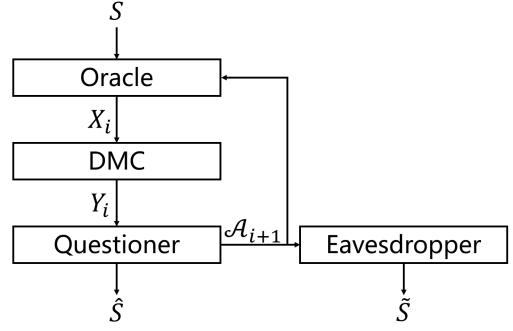 S
Oracle
X_i
DMC
Y_i
Questioner
𝒜_{i+1}
Eavesdropper
Ŝ
S̃